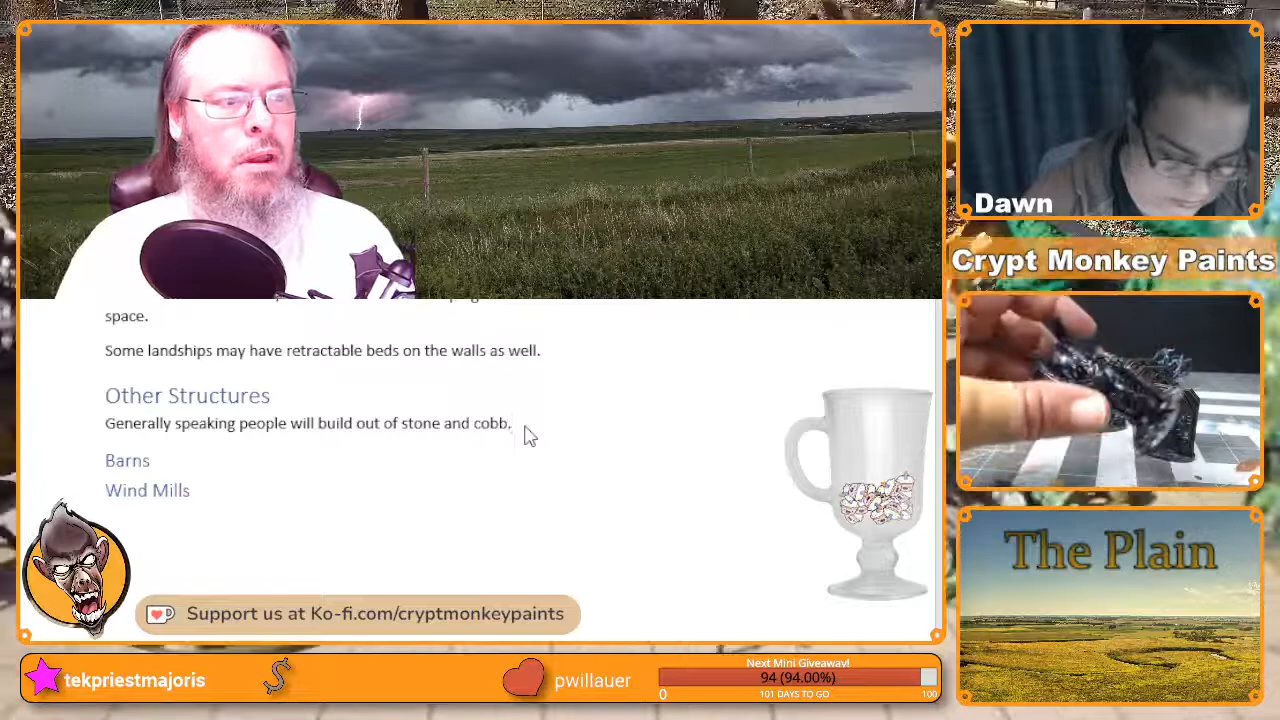 space.
Some landships may have retractable beds on the walls as well.
Other Structures
Generally speaking people will build out of stone and cobb.
Barns
Wind Mills
Support us at Ko-fi.com/cryptmonkeypaints
tekpriestmajoris
pwillauer
Next Mini Giveaway!
94 (94.00%)
0
101 DAYS TO GO
100
Dawn
Crypt Monkey Paints
The Plain